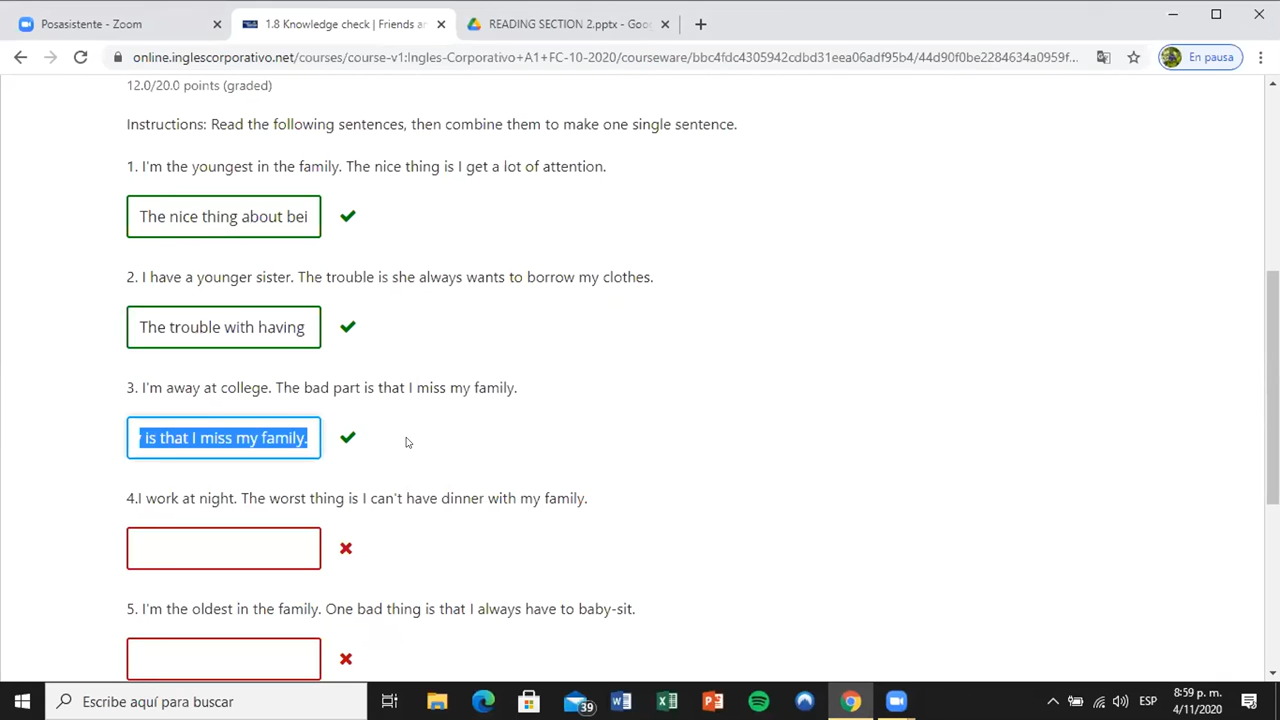 Posasistente - Zoom
1.8 Knowledge check | Friends ar
READING SECTION 2.pptx - Goo
online.inglescorporativo.net/courses/course-v1:Ingles-Corporativo+A1+FC-10-2020/courseware/bbc4fdc4305942cdbd31eea06adf95b4/44d90f0be2284634a0959f...
En pausa
12.0/20.0 points (graded)
Instructions: Read the following sentences, then combine them to make one single sentence.
1. I'm the youngest in the family. The nice thing is I get a lot of attention.
The nice thing about bei
2. I have a younger sister. The trouble is she always wants to borrow my clothes.
The trouble with having
3. I'm away at college. The bad part is that I miss my family.
is that I miss my family.
4.I work at night. The worst thing is I can't have dinner with my family.
5. I'm the oldest in the family. One bad thing is that I always have to baby-sit.
Escribe aquí para buscar
39
ESP
8:59 p. m.
4/11/2020